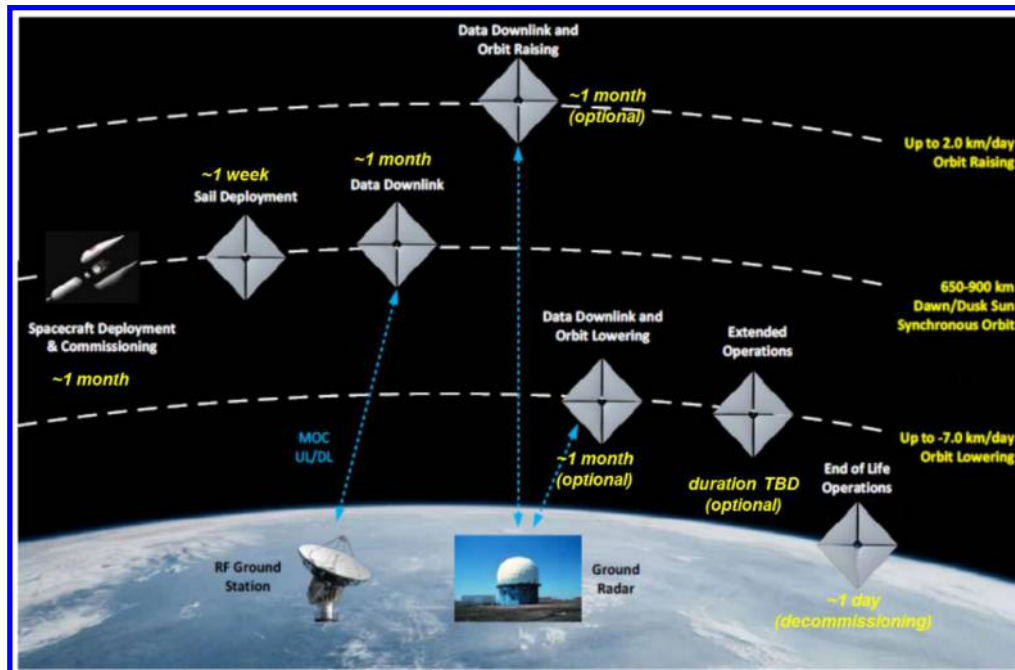 Data Downlink and
Orbit Raising
~1 month
(optional)
Up to 2.0 km/day
Orbit Raising
~1 week
Sail Deployment
~1 month
Data Downlink
Spacecraft Deployment
& Commissioning
~1 month
650-900 km
Dawn/Dusk Sun
Synchronous Orbit
Data Downlink and
Orbit Lowering
~1 month
(optional)
Extended
Operations
duration TBD
(optional)
Up to -7.0 km/day
Orbit Lowering
MOC
UL/DL
End of Life
Operations
~1 day
(decommissioning)
RF Ground
Station
Ground
Radar